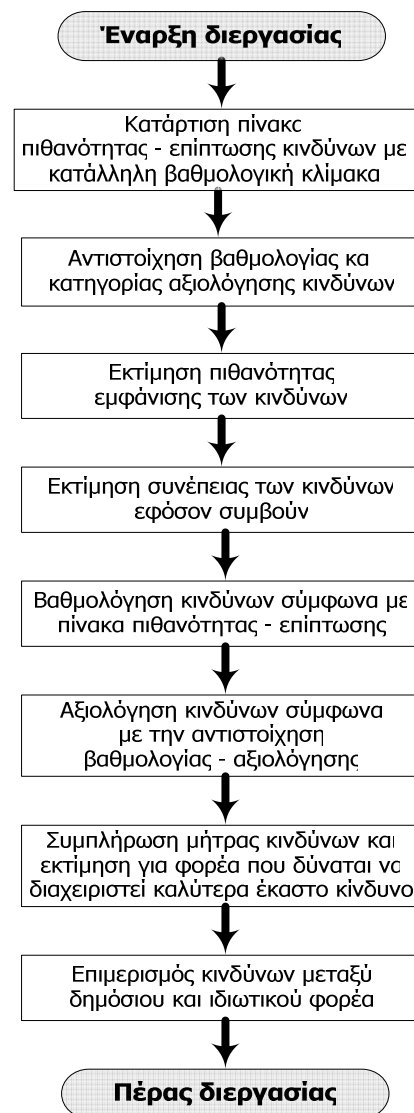 Έναρξη διεργασίας
Κατάρτιση πίνακα
πιθανότητας - επίπτωσης κινδύνων με
κατάλληλη βαθμολογική κλίμακα
Αντιστοίχηση βαθμολογίας κα
κατηγορίας αξιολόγησης κινδύνων
Εκτίμηση πιθανότητας
εμφάνισης των κινδύνων
Εκτίμηση συνέπειας των κινδύνων
εφόσον συμβούν
Βαθμολόγηση κινδύνων σύμφωνα με
πίνακα πιθανότητας - επίπτωσης
Αξιολόγηση κινδύνων σύμφωνα
με την αντιστοίχηση
βαθμολογίας - αξιολόγησης
Συμπλήρωση μήτρας κινδύνων και
εκτίμηση για φορέα που δύναται να
διαχειριστεί καλύτερα έκαστο κίνδυνο
Επιμερισμός κινδύνων μεταξύ
δημόσιου και ιδιωτικού φορέα
Πέρας διεργασίας